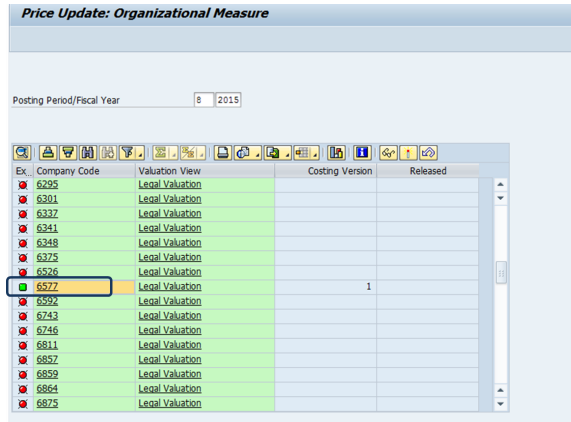 Price Update: Organizational Measure
Posting Period/Fiscal Year 8 2015
Ex... Company Code Valuation View Costing Version Released
6295 Legal Valuation
6301 Legal Valuation
6337 Legal Valuation
6341 Legal Valuation
6348 Legal Valuation
6375 Legal Valuation
6526 Legal Valuation
6577 Legal Valuation 1
6592 Legal Valuation
6743 Legal Valuation
6746 Legal Valuation
6811 Legal Valuation
6857 Legal Valuation
6859 Legal Valuation
6864 Legal Valuation
6875 Legal Valuation